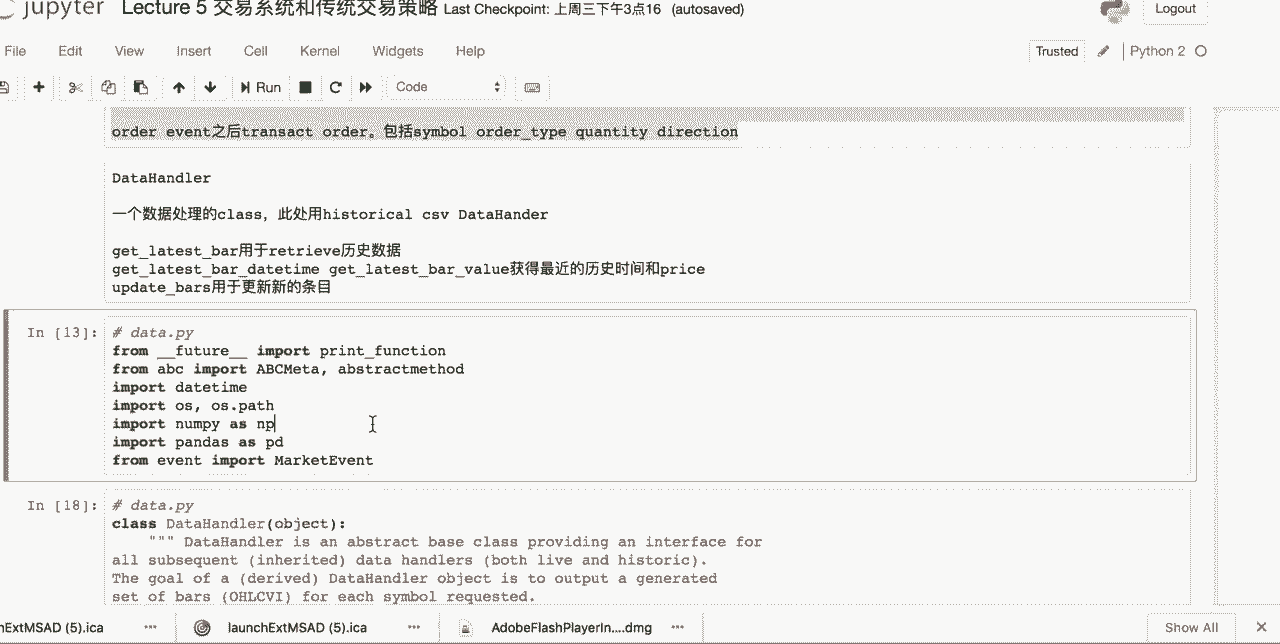 jupyter Lecture 5 交易系统和传统交易策略 Last Checkpoint: 上周三下午3点16 (autosaved)
Logout
File Edit View Insert Cell Kernel Widgets Help
Trusted Python 2
Run Code
order event之后transact order。包括symbol order_type quantity direction
DataHandler
一个数据处理的class，此处用historical csv DataHander
get_latest_bar用于retrieve历史数据
get_latest_bar_datetime get_latest_bar_value获得最近的历史时间和price
update_bars用于更新新的条目
In [13]: # data.py
from __future__ import print_function
from abc import ABCMeta, abstractmethod
import datetime
import os, os.path
import numpy as np
import pandas as pd
from event import MarketEvent
In [18]: # data.py
class DataHandler(object):
""" DataHandler is an abstract base class providing an interface for
all subsequent (inherited) data handlers (both live and historic).
The goal of a (derived) DataHandler object is to output a generated
set of bars (OHLCVI) for each symbol requested.
nExtMSAD (5).ica launchExtMSAD (5).ica AdobeFlashPlayerIn....dmg Show All